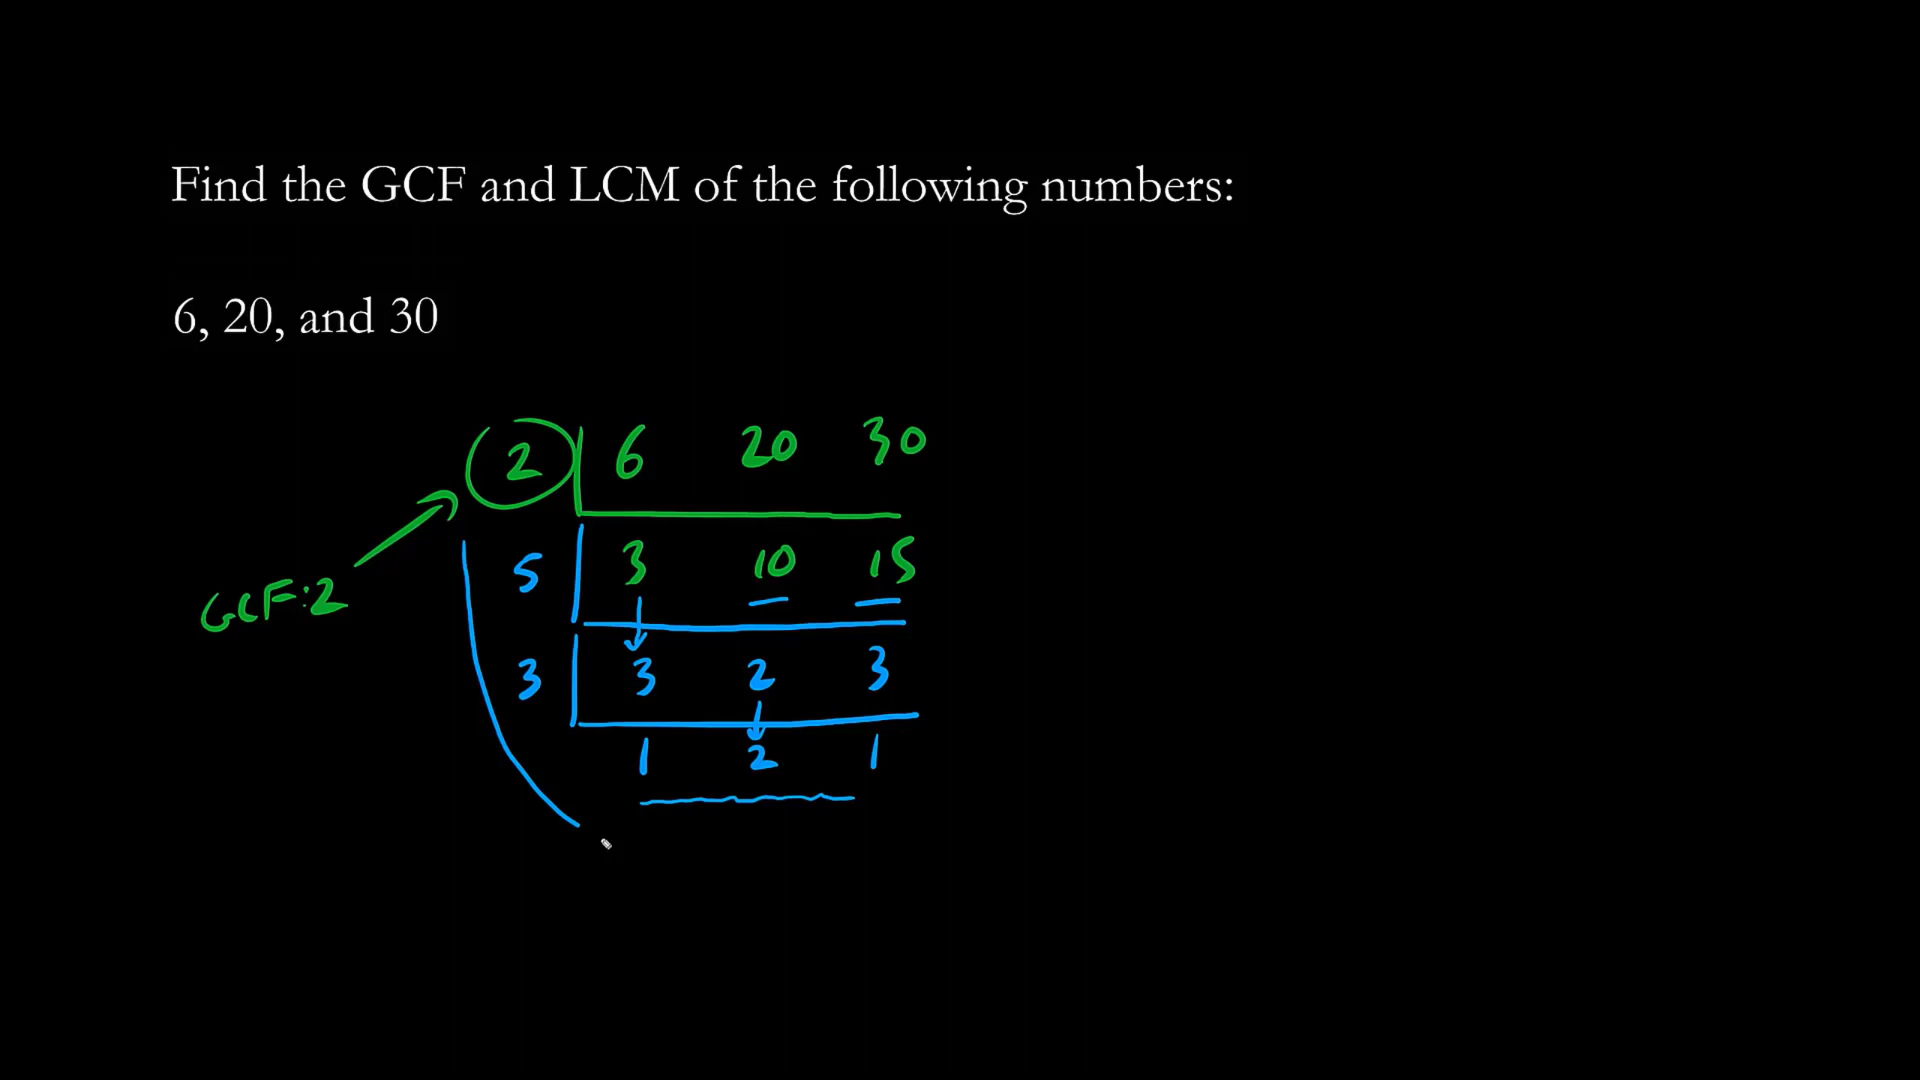 Find the GCF and LCM of the following numbers:
6, 20, and 30
2 6 20 30
5 3 10 15
GCF:2
3 3 2 3
1 2 1